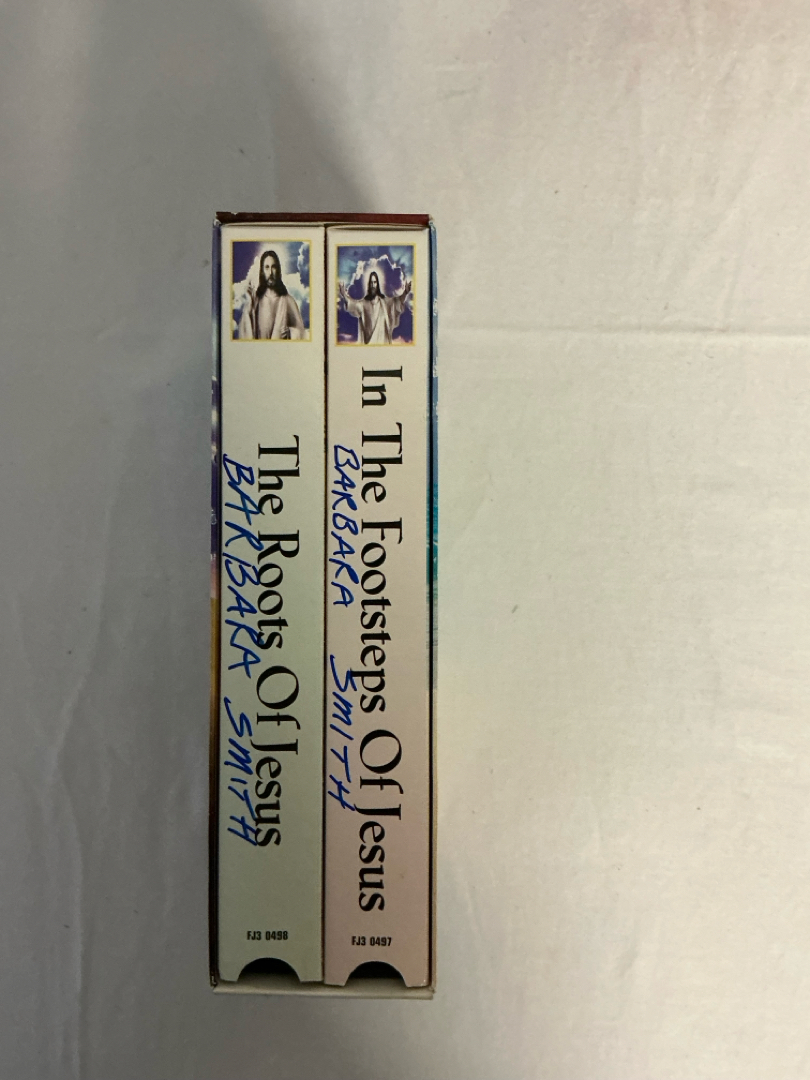 The Roots Of Jesus
BARBARA SMITH
FJ3 0498
In The Footsteps Of Jesus
BARBARA SMITH
FJ3 0497